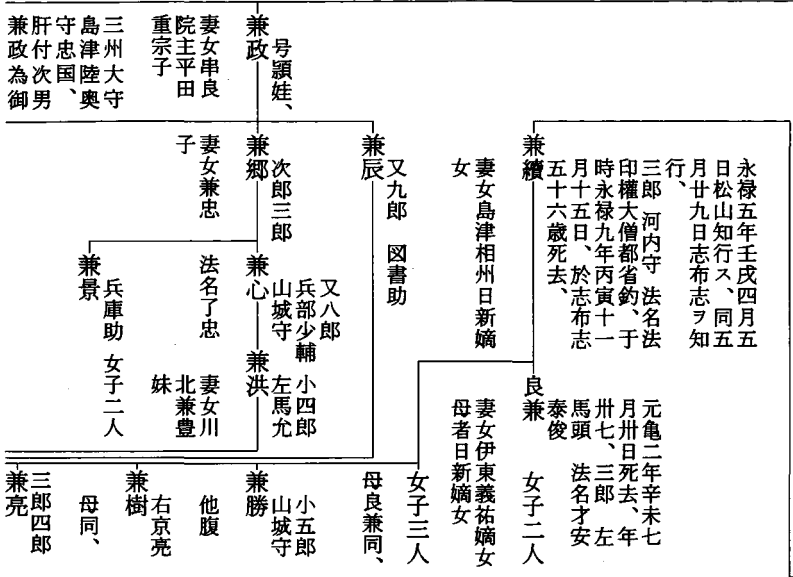 永禄五年壬戌四月五
日松山知行ス、同五
月廿九日志布志ヲ知
行、
兼續
三郎 河内守 法名法
印權大僧都省釣、于
時永禄九年丙寅十一
月十五日、於志布志
五十六歳死去、
妻女島津相州日新嫡
女
元亀二年辛未七
月卅日死去、年
卅七、三郎 左
馬頭 法名才安
泰俊
良兼
女子二人
妻女伊東義祐嫡女
母者日新嫡女
女子三人
母良兼同、
兼辰
又九郎 図書助
小五郎
山城守
兼勝
他腹
右京亮
兼樹
母同、
三郎四郎
兼亮
号頴娃、
兼政
妻女串良
院主平田
重宗子
三州大守
島津陸奥
守忠国、
肝付次男
兼政為御
次郎三郎
兼郷
妻女兼忠
子
又八郎
兵部少輔
山城守
兼心
法名了忠
小四郎
左馬允
兼洪
妻女川
北兼豊
妹
兼景
兵庫助
女子二人